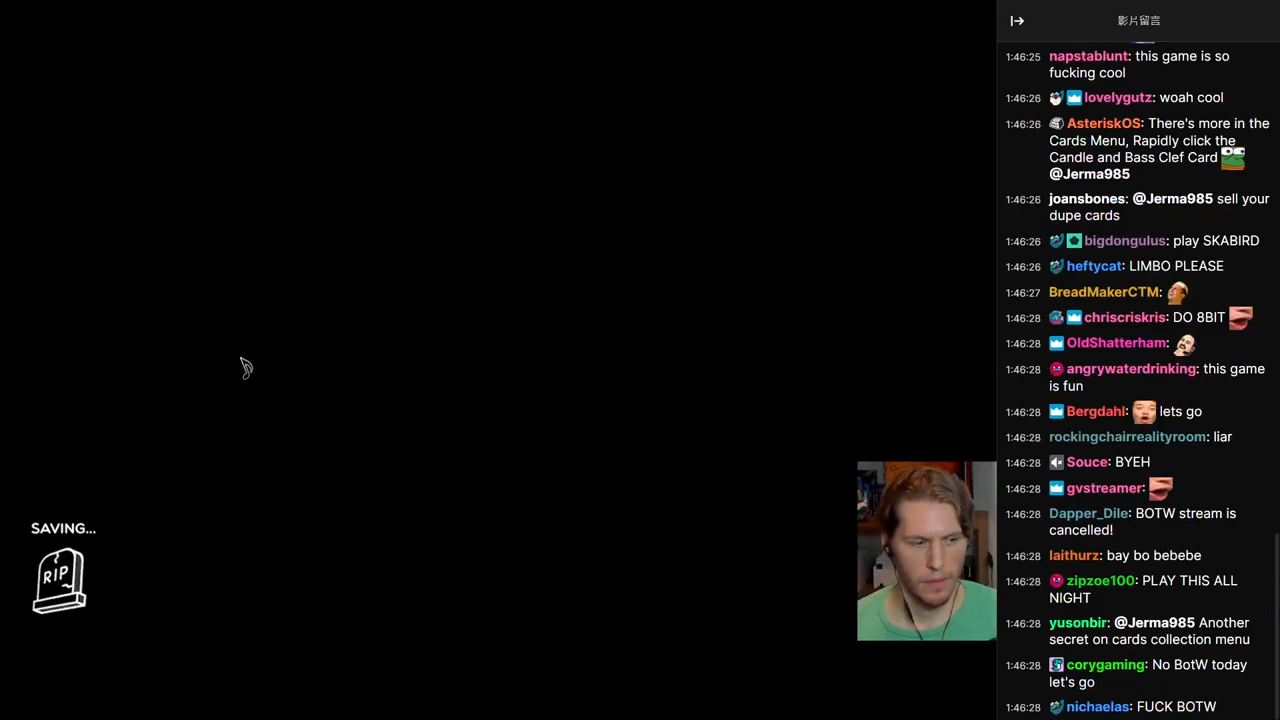 影片留言
1:46:25 napstablunt: this game is so
fucking cool
1:46:26 lovelygutz: woah cool
1:46:26 AsteriskOS: There's more in the
Cards Menu, Rapidly click the
Candle and Bass Clef Card
@Jerma985
1:46:26 joansbones: @Jerma985 sell your
dupe cards
1:46:26 bigdongulus: play SKABIRD
1:46:26 heftycat: LIMBO PLEASE
1:46:27 BreadMakerCTM:
1:46:28 chriscriskris: DO 8BIT
1:46:28 OldShatterham:
1:46:28 angrywaterdrinking: this game
is fun
1:46:28 Bergdahl: lets go
1:46:28 rockingchairrealityroom: liar
1:46:28 Souce: BYEH
1:46:28 gvstreamer:
1:46:28 Dapper_Dile: BOTW stream is
cancelled!
1:46:28 laithurz: bay bo bebebe
1:46:28 zipzoe100: PLAY THIS ALL
NIGHT
1:46:28 yusonbir: @Jerma985 Another
secret on cards collection menu
1:46:28 corygaming: No BotW today
let's go
1:46:28 nichaelas: FUCK BOTW
SAVING...
RIP